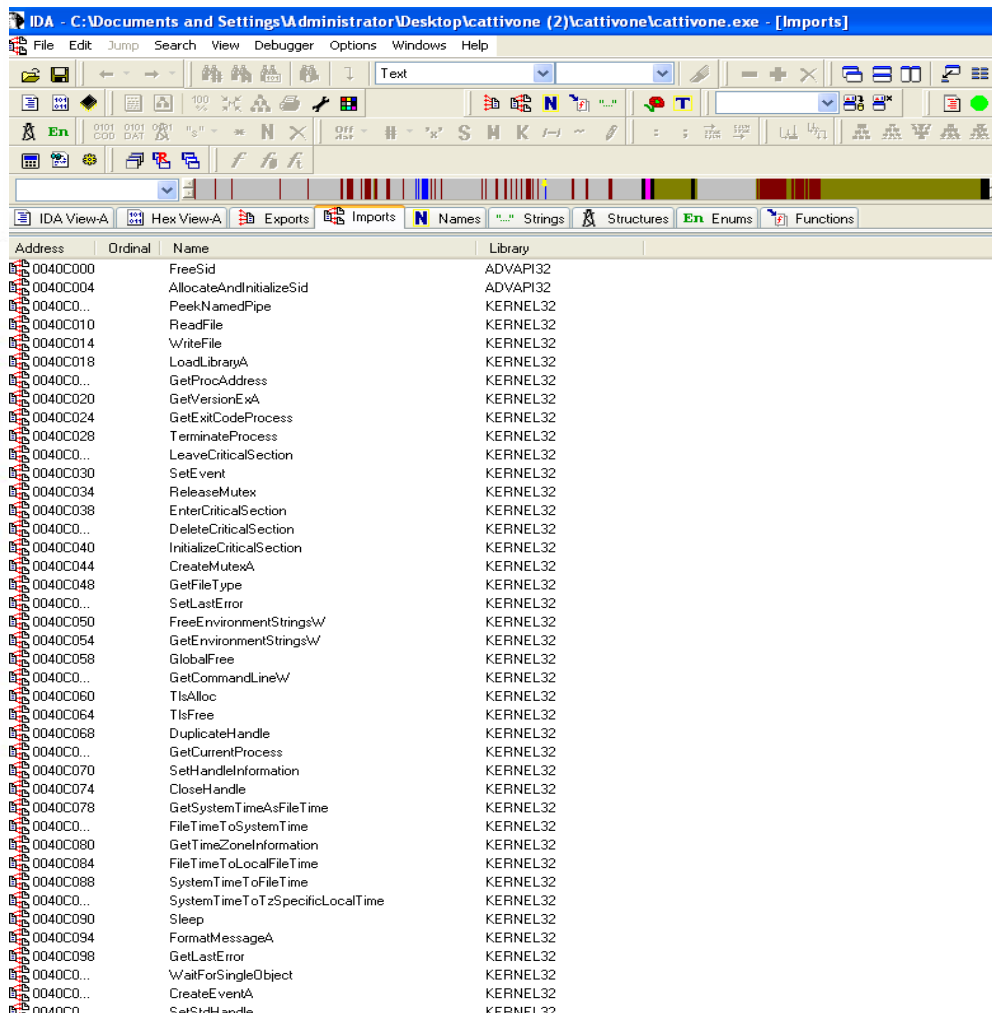 IDA - C:\Documents and Settings\Administrator\Desktop\cattivone (2)\cattivone\cattivone.exe - [Imports]
File Edit Jump Search View Debugger Options Windows Help
Text
En
IDA View-A Hex View-A Exports Imports N Names "..." Strings Structures En Enums Functions
Address Ordinal Name Library
0040C000 FreeSid ADVAPI32
0040C004 AllocateAndInitializeSid ADVAPI32
0040C0... PeekNamedPipe KERNEL32
0040C010 ReadFile KERNEL32
0040C014 WriteFile KERNEL32
0040C018 LoadLibraryA KERNEL32
0040C0... GetProcAddress KERNEL32
0040C020 GetVersionExA KERNEL32
0040C024 GetExitCodeProcess KERNEL32
0040C028 TerminateProcess KERNEL32
0040C0... LeaveCriticalSection KERNEL32
0040C030 SetEvent KERNEL32
0040C034 ReleaseMutex KERNEL32
0040C038 EnterCriticalSection KERNEL32
0040C0... DeleteCriticalSection KERNEL32
0040C040 InitializeCriticalSection KERNEL32
0040C044 CreateMutexA KERNEL32
0040C048 GetFileType KERNEL32
0040C0... SetLastError KERNEL32
0040C050 FreeEnvironmentStringsW KERNEL32
0040C054 GetEnvironmentStringsW KERNEL32
0040C058 GlobalFree KERNEL32
0040C0... GetCommandLineW KERNEL32
0040C060 TlsAlloc KERNEL32
0040C064 TlsFree KERNEL32
0040C068 DuplicateHandle KERNEL32
0040C0... GetCurrentProcess KERNEL32
0040C070 SetHandleInformation KERNEL32
0040C074 CloseHandle KERNEL32
0040C078 GetSystemTimeAsFileTime KERNEL32
0040C0... FileTimeToSystemTime KERNEL32
0040C080 GetTimeZoneInformation KERNEL32
0040C084 FileTimeToLocalFileTime KERNEL32
0040C088 SystemTimeToFileTime KERNEL32
0040C0... SystemTimeToTzSpecificLocalTime KERNEL32
0040C090 Sleep KERNEL32
0040C094 FormatMessageA KERNEL32
0040C098 GetLastError KERNEL32
0040C0... WaitForSingleObject KERNEL32
0040C0... CreateEventA KERNEL32
0040C0... SetStdHandle KERNEL32